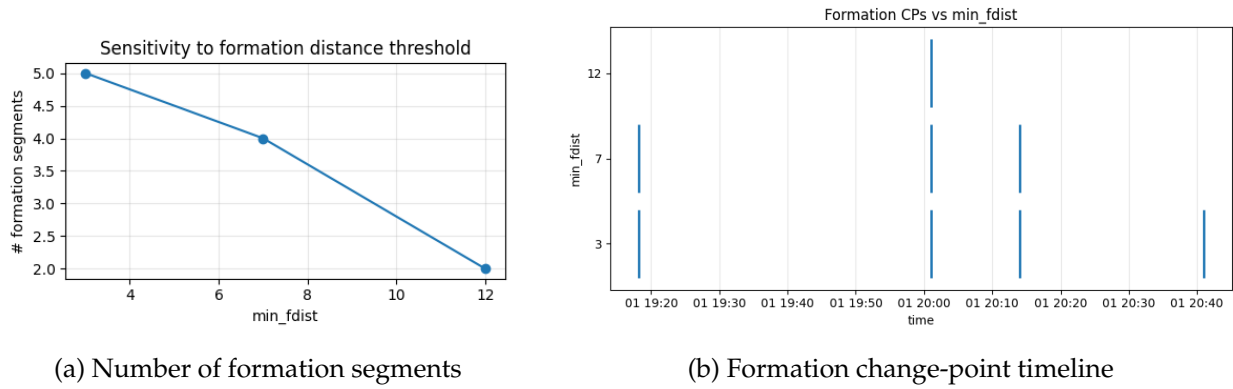 Sensitivity to formation distance threshold
5.0
4.5
4.0
3.5
3.0
2.5
2.0
# formation segments
4 6 8 10 12
min_fdist
(a) Number of formation segments
Formation CPs vs min_fdist
12
7
3
min_fdist
01 19:20 01 19:30 01 19:40 01 19:50 01 20:00 01 20:10 01 20:20 01 20:30 01 20:40
time
(b) Formation change-point timeline